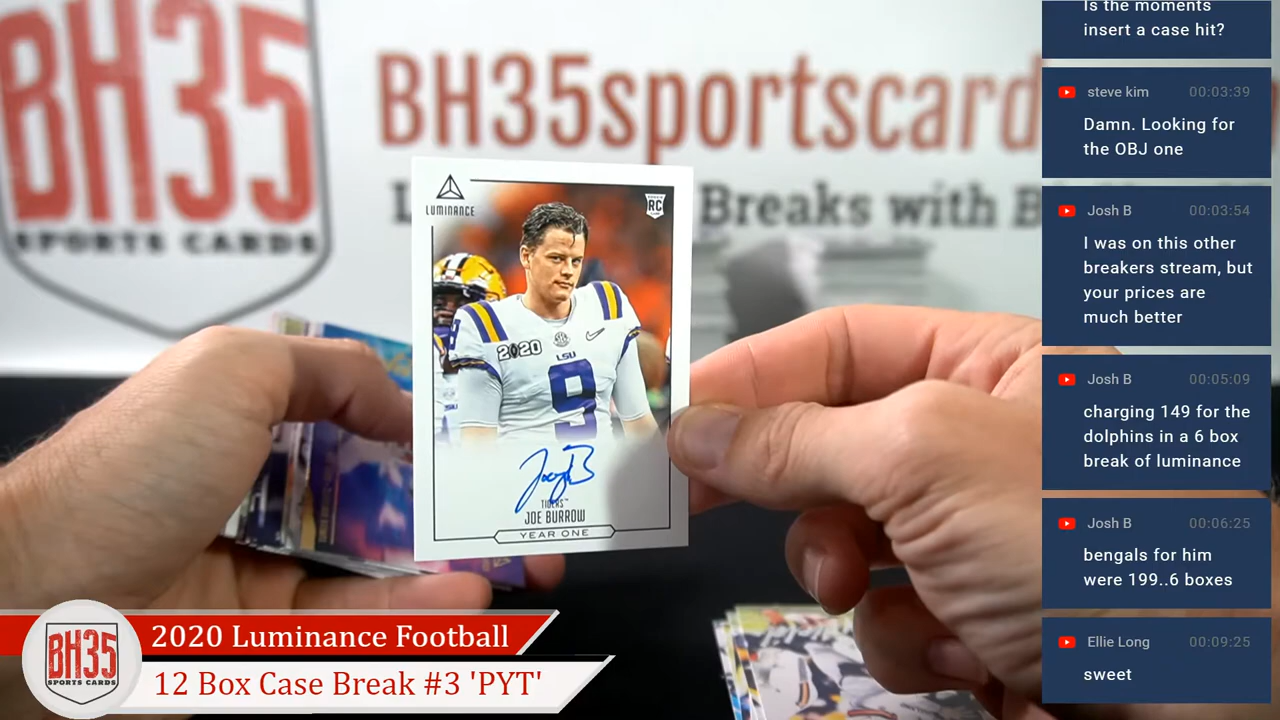 BH35
SPORTS CARDS
BH35sportscard
Breaks with B
LUMINANCE
RC
2020
SEC
LSU
9
TIGERS™
JOE BURROW
YEAR ONE
BH35
SPORTS CARDS
2020 Luminance Football
12 Box Case Break #3 'PYT'
Is the moments
insert a case hit?
steve kim 00:03:39
Damn. Looking for
the OBJ one
Josh B 00:03:54
I was on this other
breakers stream, but
your prices are
much better
Josh B 00:05:09
charging 149 for the
dolphins in a 6 box
break of luminance
Josh B 00:06:25
bengals for him
were 199..6 boxes
Ellie Long 00:09:25
sweet